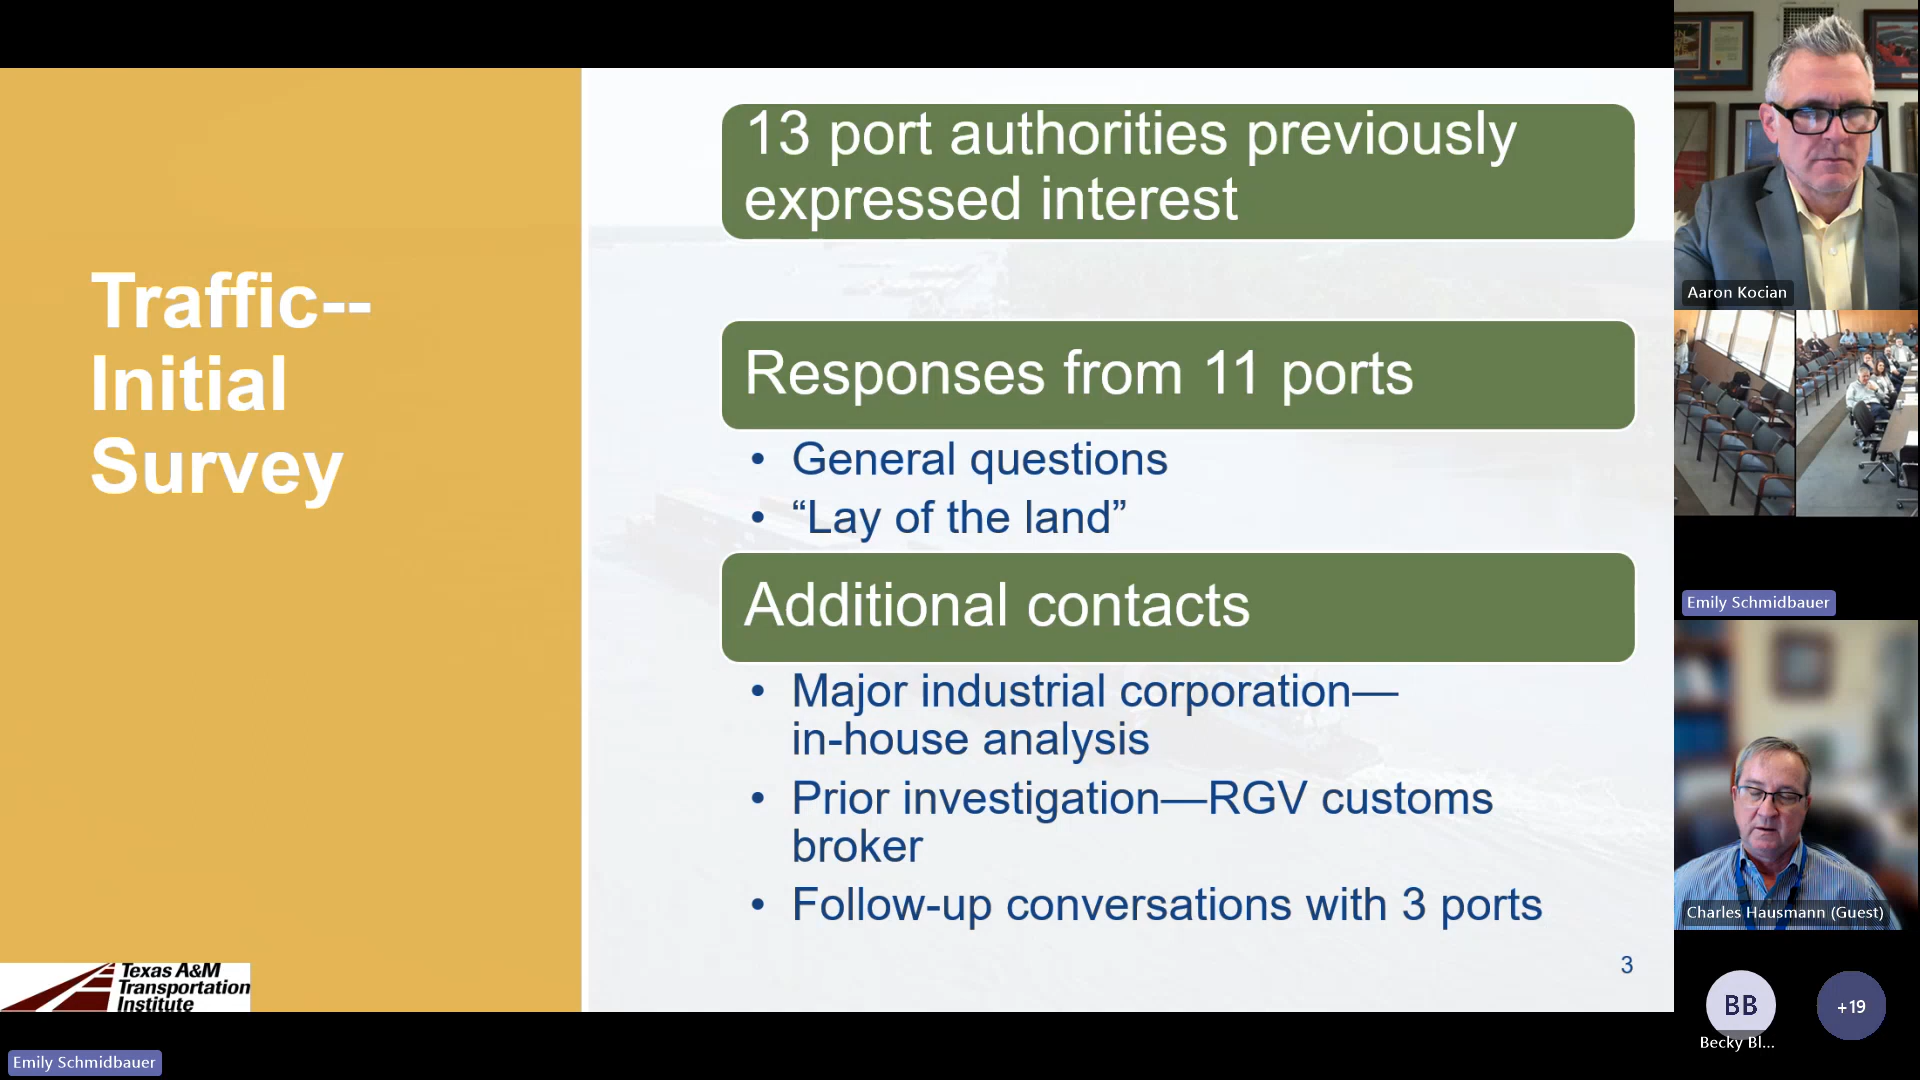 Traffic--
Initial
Survey
13 port authorities previously
expressed interest
Responses from 11 ports
• General questions
• “Lay of the land”
Additional contacts
• Major industrial corporation—
in-house analysis
• Prior investigation—RGV customs
broker
• Follow-up conversations with 3 ports
3
Texas A&M
Transportation
Institute
Emily Schmidbauer
Aaron Kocian
Emily Schmidbauer
Charles Hausmann (Guest)
BB
Becky Bl...
+19